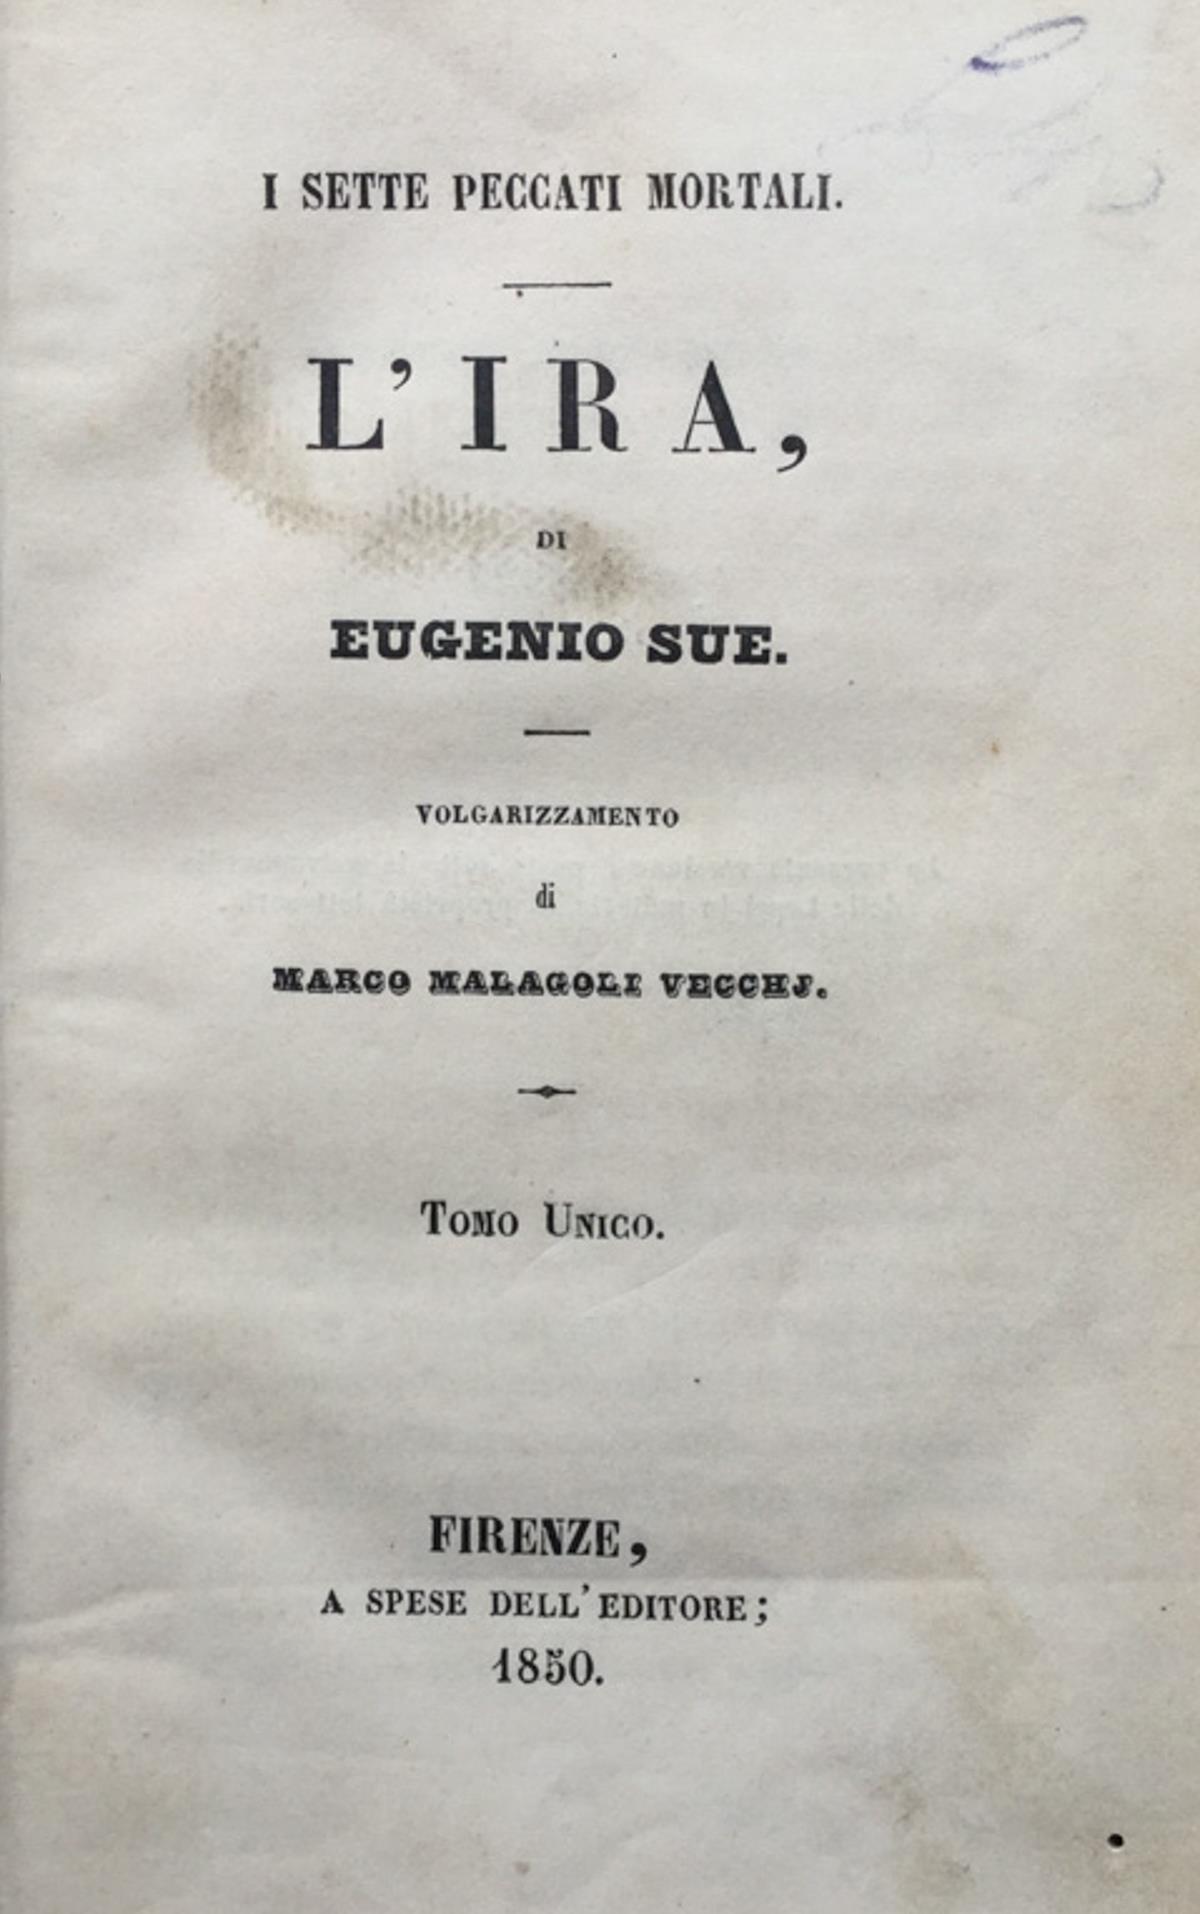 I SETTE PECCATI MORTALI.
L'IRA,
DI
EUGENIO SUE.
VOLGARIZZAMENTO
di
MARCO MALAGOLI VECCHJ.
TOMO UNICO.
FIRENZE,
A SPESE DELL'EDITORE;
1850.